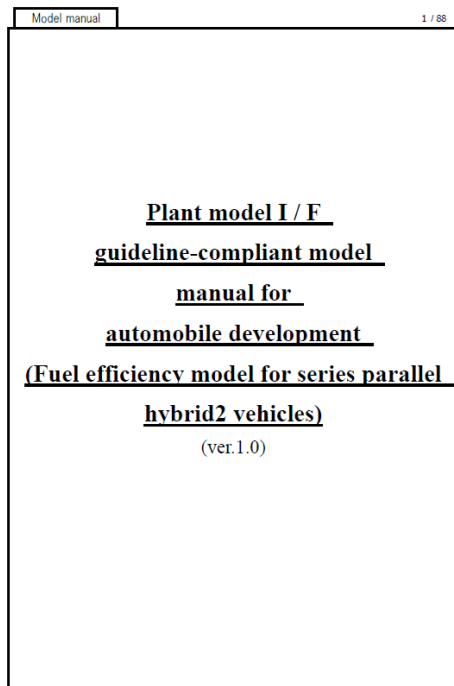 Model manual
1 / 88
Plant model I / F
guideline-compliant model
manual for
automobile development
(Fuel efficiency model for series parallel
hybrid2 vehicles)
(ver.1.0)